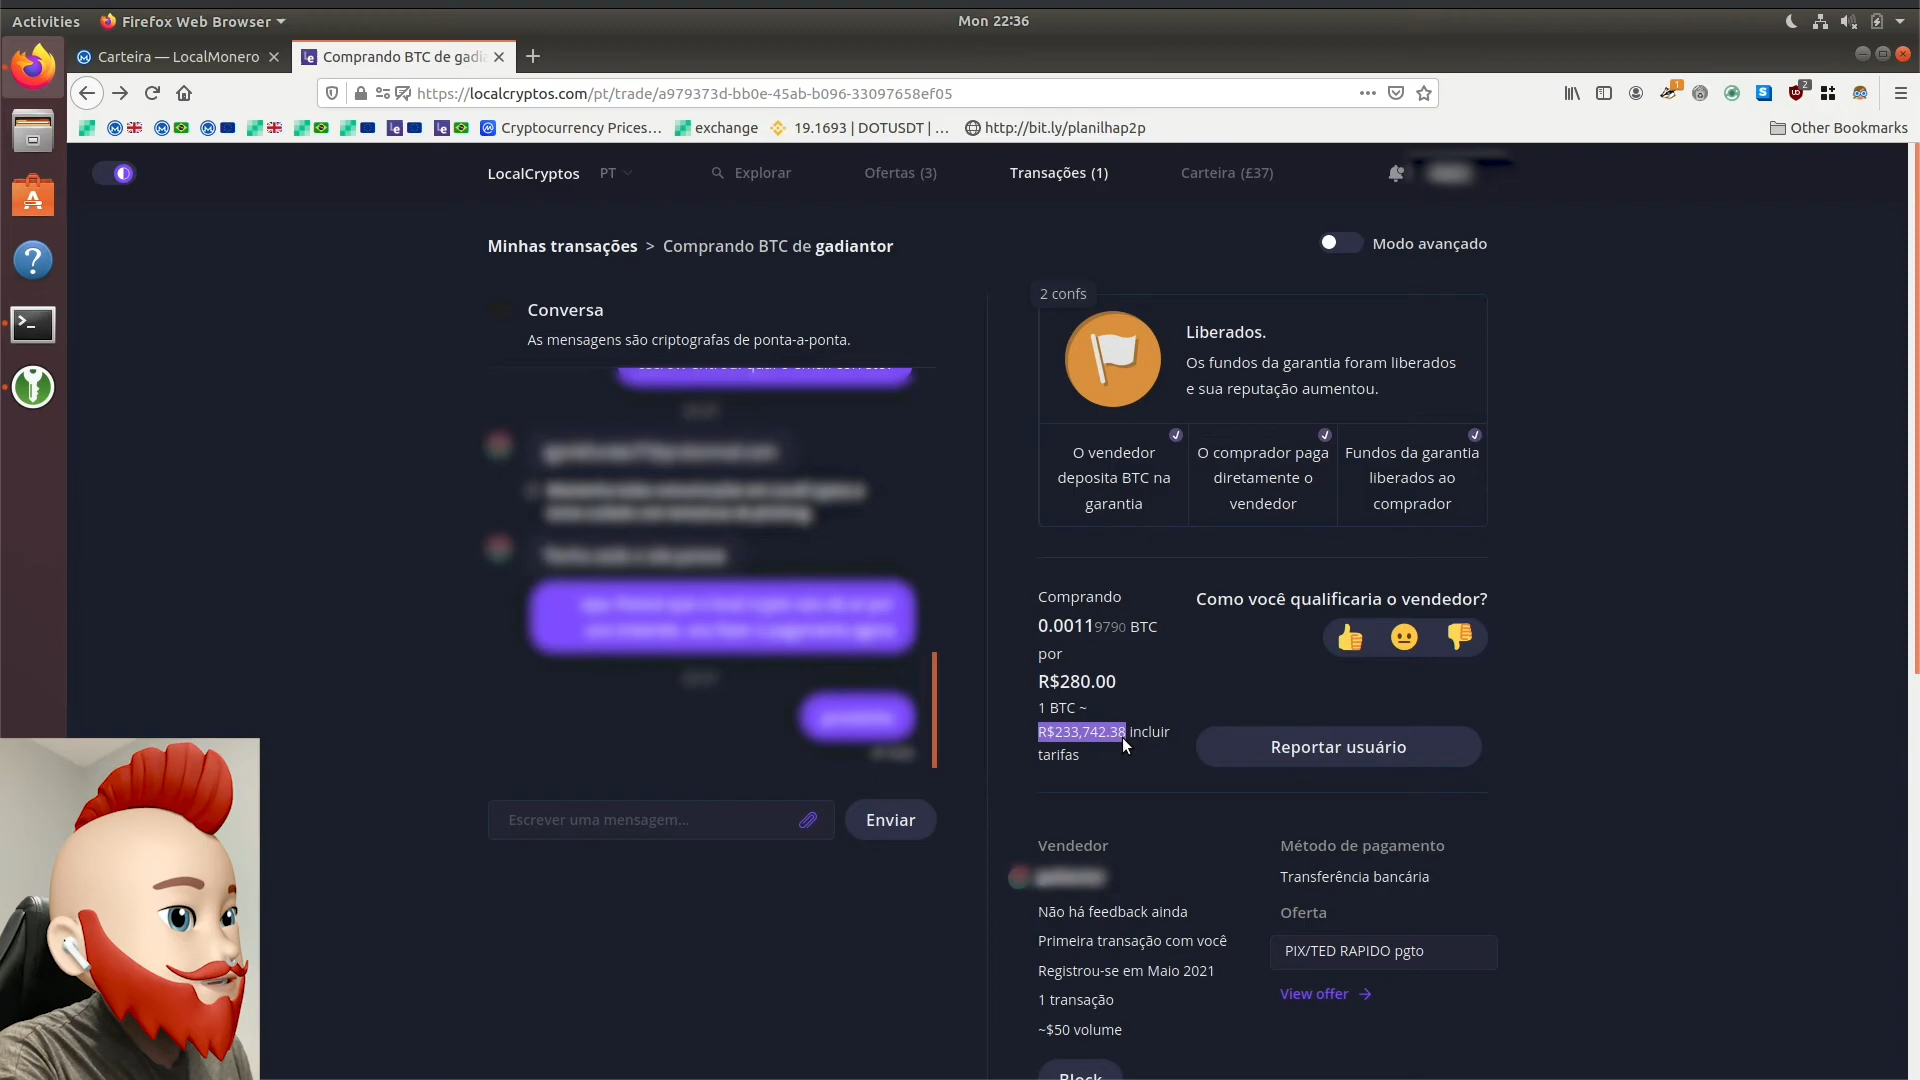 Activities
Firefox Web Browser
Mon 22:36
Carteira — LocalMonero
Comprando BTC de gadia
https://localcryptos.com/pt/trade/a979373d-bb0e-45ab-b096-33097658ef05
1
2
Cryptocurrency Prices...
exchange
19.1693 | DOTUSDT | ...
http://bit.ly/planilhap2p
Other Bookmarks
LocalCryptos
PT
Explorar
Ofertas (3)
Transações (1)
Carteira (£37)
Minhas transações > Comprando BTC de gadiantor
Modo avançado
Conversa
As mensagens são criptografas de ponta-a-ponta.
2 confs
Liberados.
Os fundos da garantia foram liberados
e sua reputação aumentou.
O vendedor
deposita BTC na
garantia
O comprador paga
diretamente o
vendedor
Fundos da garantia
liberados ao
comprador
Comprando
0.00119790 BTC
por
R$280.00
1 BTC ~
R$233,742.38 incluir
tarifas
Como você qualificaria o vendedor?
Reportar usuário
Escrever uma mensagem...
Enviar
Vendedor
Não há feedback ainda
Primeira transação com você
Registrou-se em Maio 2021
1 transação
~$50 volume
Block
Método de pagamento
Transferência bancária
Oferta
PIX/TED RAPIDO pgto
View offer